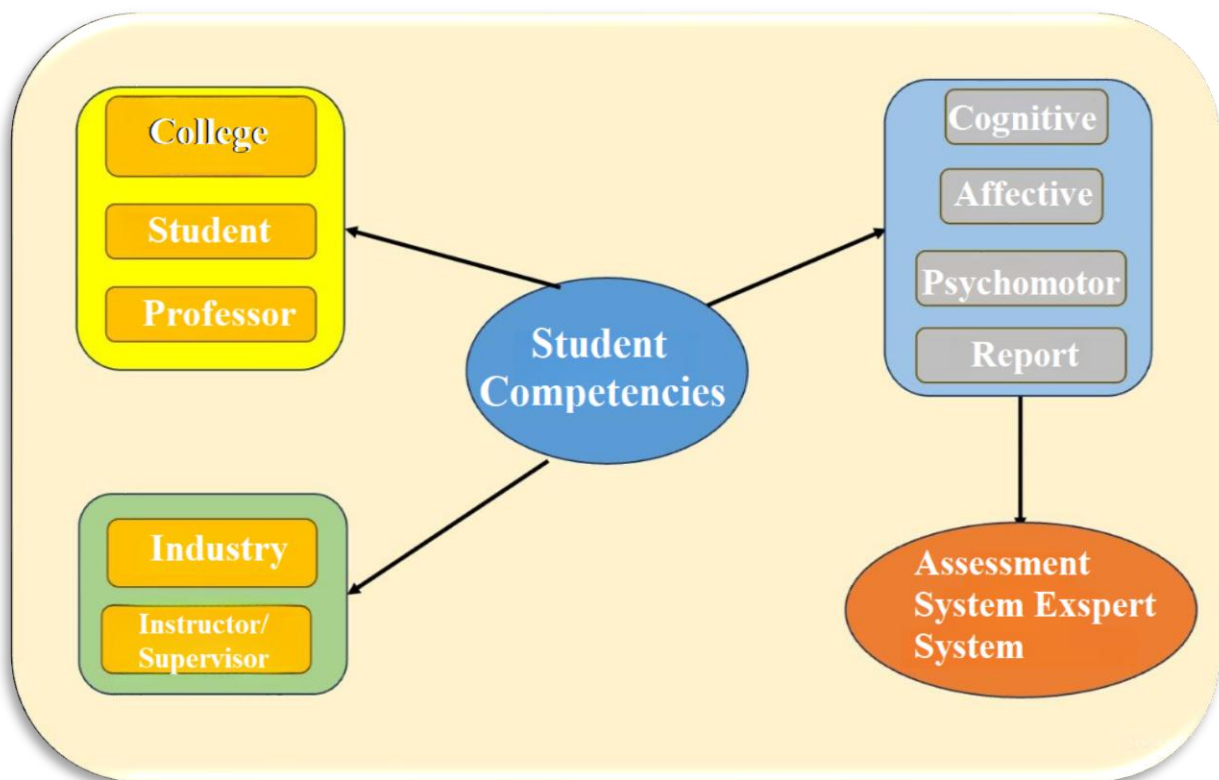 College
Student
Professor
Industry
Instructor/
Supervisor
Student
Competencies
Cognitive
Affective
Psychomotor
Report
Assessment
System Exspert
System